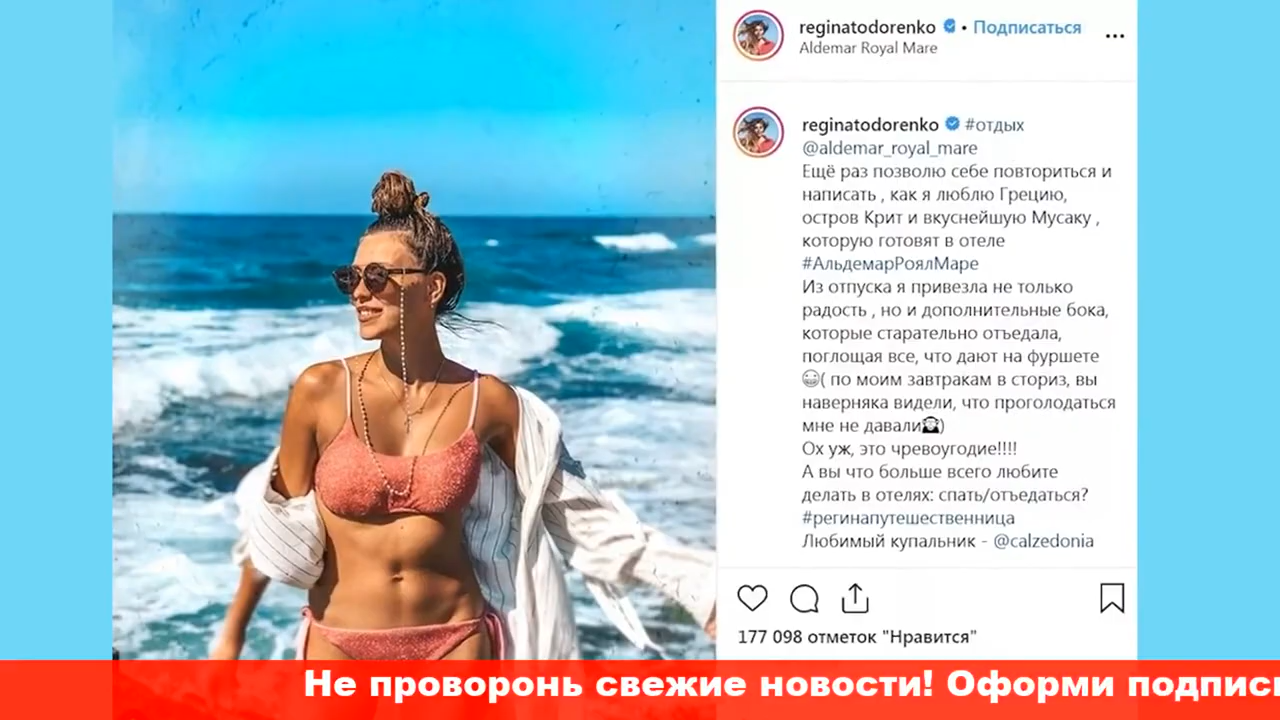 reginatodorenko • Подписаться
Aldemar Royal Mare
reginatodorenko #отдых
@aldemar_royal_mare
Ещё раз позволю себе повториться и
написать , как я люблю Грецию,
остров Крит и вкуснейшую Мусаку ,
которую готовят в отеле
#АльдемарРоялМаре
Из отпуска я привезла не только
радость , но и дополнительные бока,
которые старательно отъедала,
поглощая все, что дают на фуршете
😀( по моим завтракам в сториз, вы
наверняка видели, что проголодаться
мне не давали🙈)
Ох уж, это чревоугодие!!!!
А вы что больше всего любите
делать в отелях: спать/отъедаться?
#регинапутешественница
Любимый купальник - @calzedonia
177 098 отметок "Нравится"
Не проворонь свежие новости! Оформи подпис